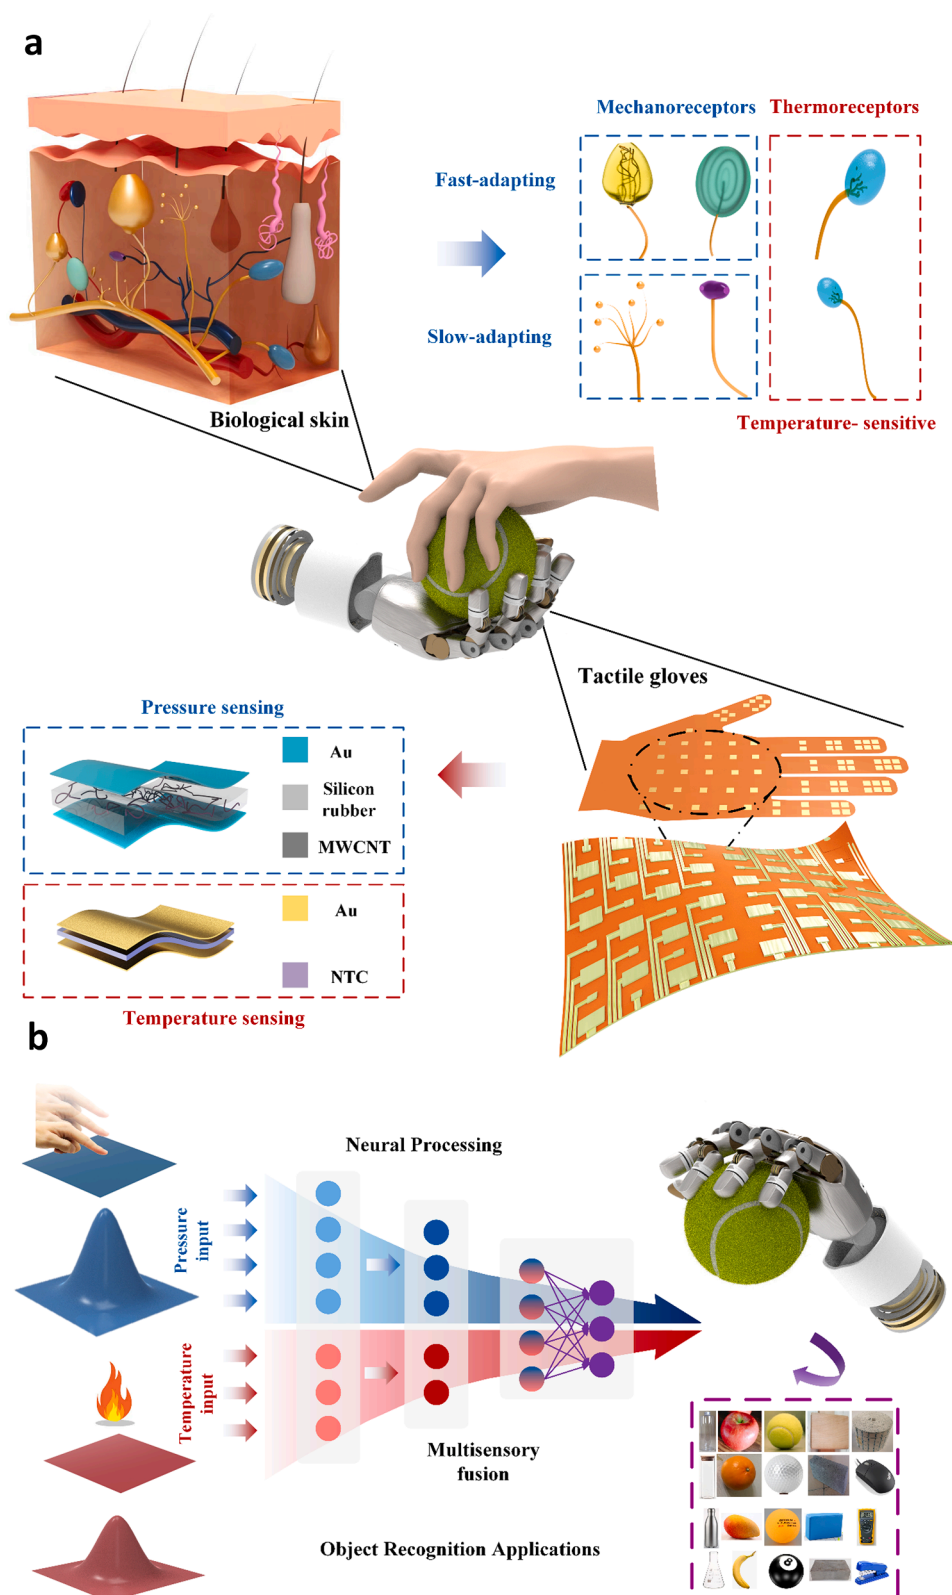 a
Mechanoreceptors
Thermoreceptors
Fast-adapting
Slow-adapting
Temperature- sensitive
Biological skin
Tactile gloves
Pressure sensing
Au
Silicon
rubber
MWCNT
Au
NTC
Temperature sensing
b
Neural Processing
Pressure
input
Temperature
input
Multisensory
fusion
Object Recognition Applications
8